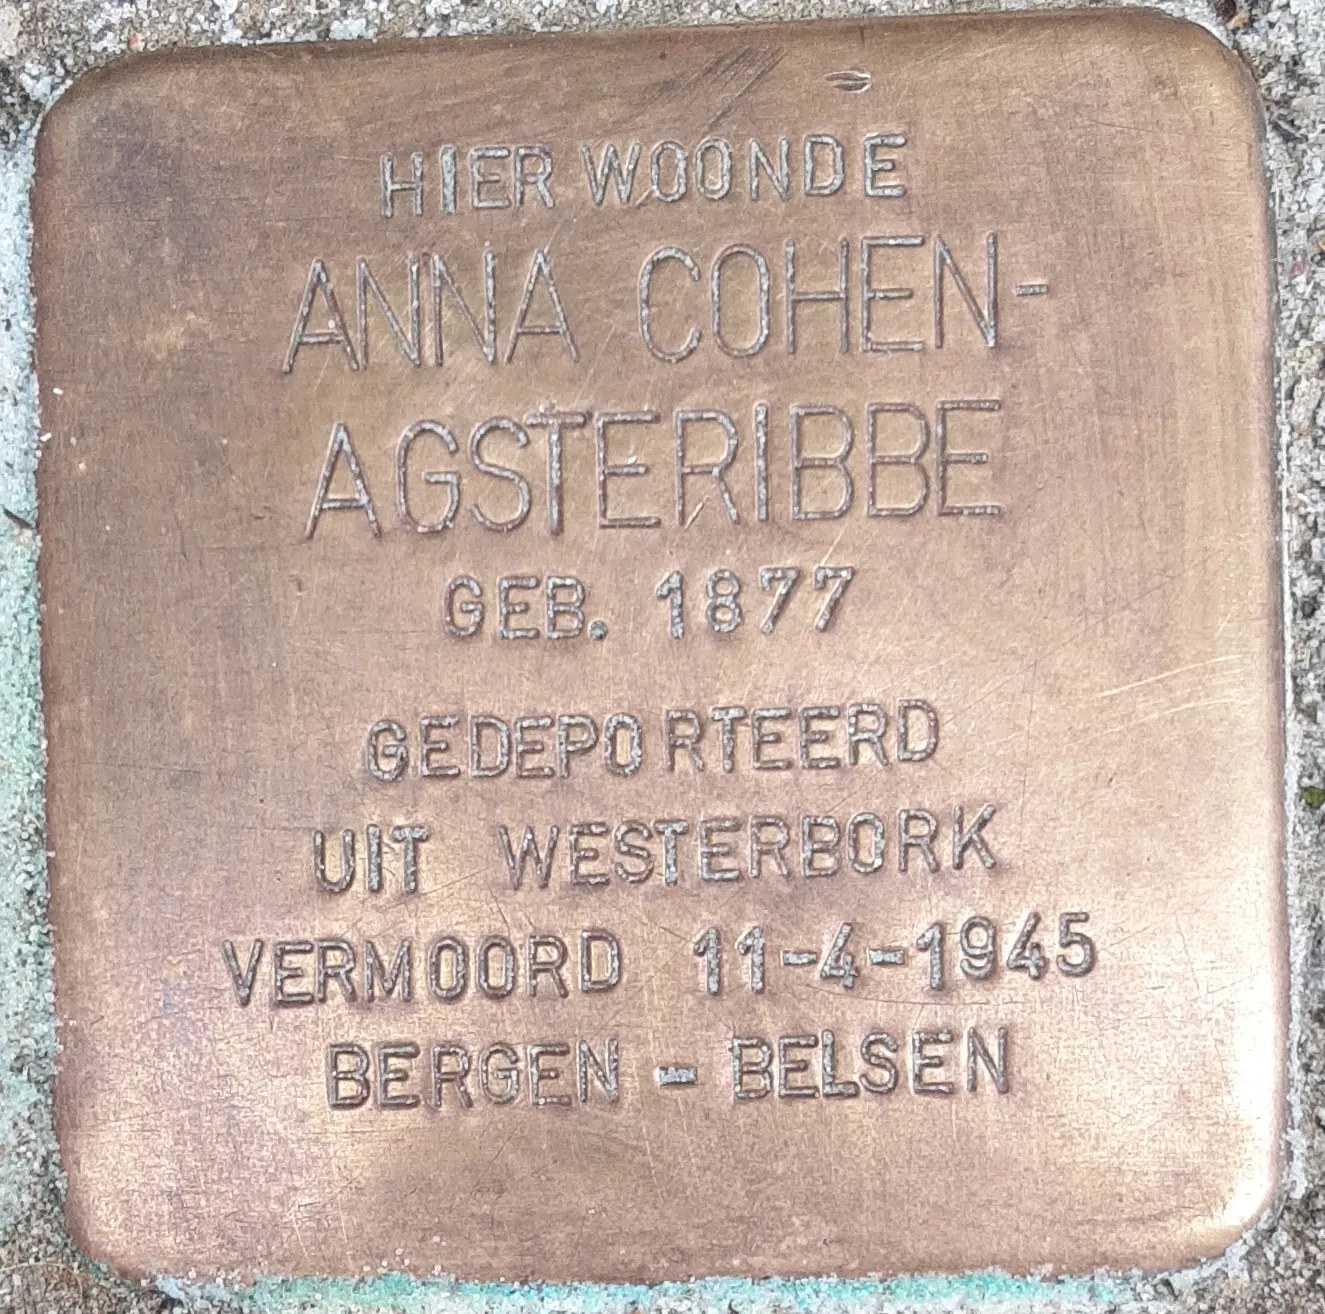 HIER WOONDE
ANNA COHEN-
AGSTERIBBE
GEB. 1877
GEDEPORTEERD
UIT WESTERBORK
VERMOORD 11-4-1945
BERGEN - BELSEN